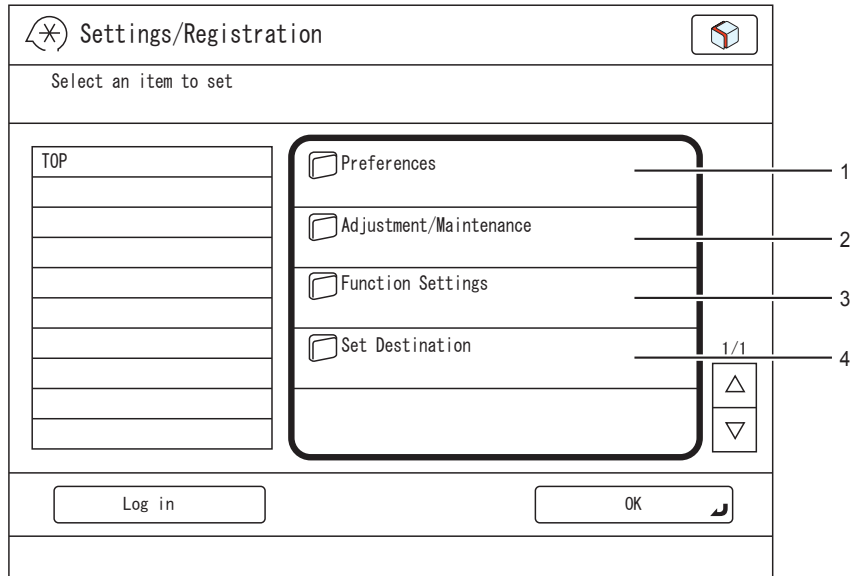 Settings/Registration
Select an item to set
TOP
Preferences
1
Adjustment/Maintenance
2
Function Settings
3
Set Destination
1/1
4
Log in
OK